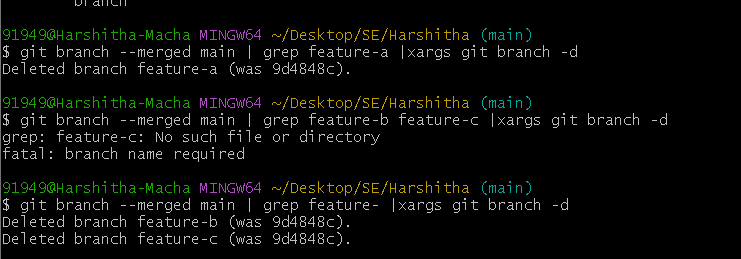 branch
91949@Harshitha-Macha MINGW64 ~/Desktop/SE/Harshitha (main)
$ git branch --merged main | grep feature-a |xargs git branch -d
Deleted branch feature-a (was 9d4848c).
91949@Harshitha-Macha MINGW64 ~/Desktop/SE/Harshitha (main)
$ git branch --merged main | grep feature-b feature-c |xargs git branch -d
grep: feature-c: No such file or directory
fatal: branch name required
91949@Harshitha-Macha MINGW64 ~/Desktop/SE/Harshitha (main)
$ git branch --merged main | grep feature- |xargs git branch -d
Deleted branch feature-b (was 9d4848c).
Deleted branch feature-c (was 9d4848c).